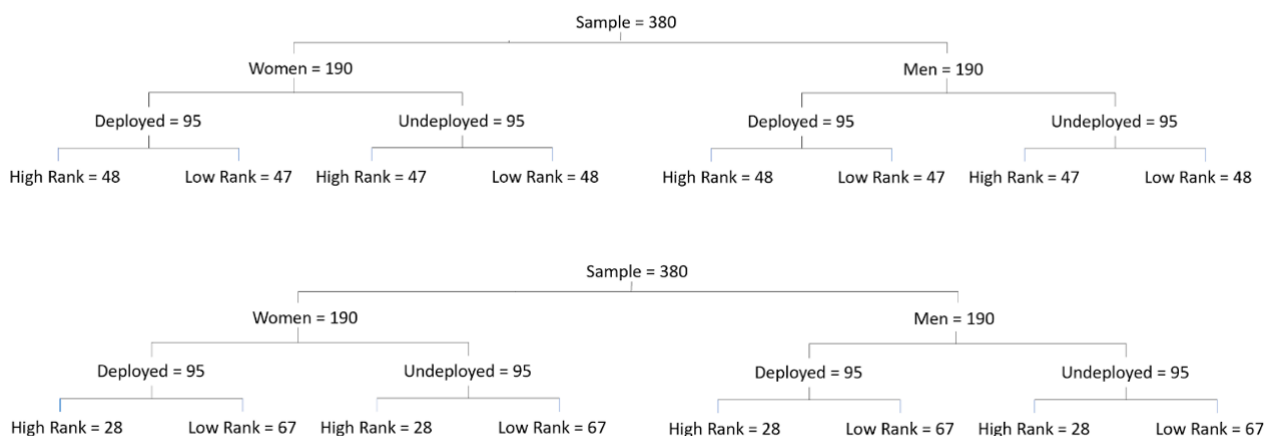 Sample = 380
Women = 190 Men = 190
Deployed = 95 Undeployed = 95 Deployed = 95 Undeployed = 95
High Rank = 48 Low Rank = 47 High Rank = 47 Low Rank = 48 High Rank = 48 Low Rank = 47 High Rank = 47 Low Rank = 48
Sample = 380
Women = 190 Men = 190
Deployed = 95 Undeployed = 95 Deployed = 95 Undeployed = 95
High Rank = 28 Low Rank = 67 High Rank = 28 Low Rank = 67 High Rank = 28 Low Rank = 67 High Rank = 28 Low Rank = 67